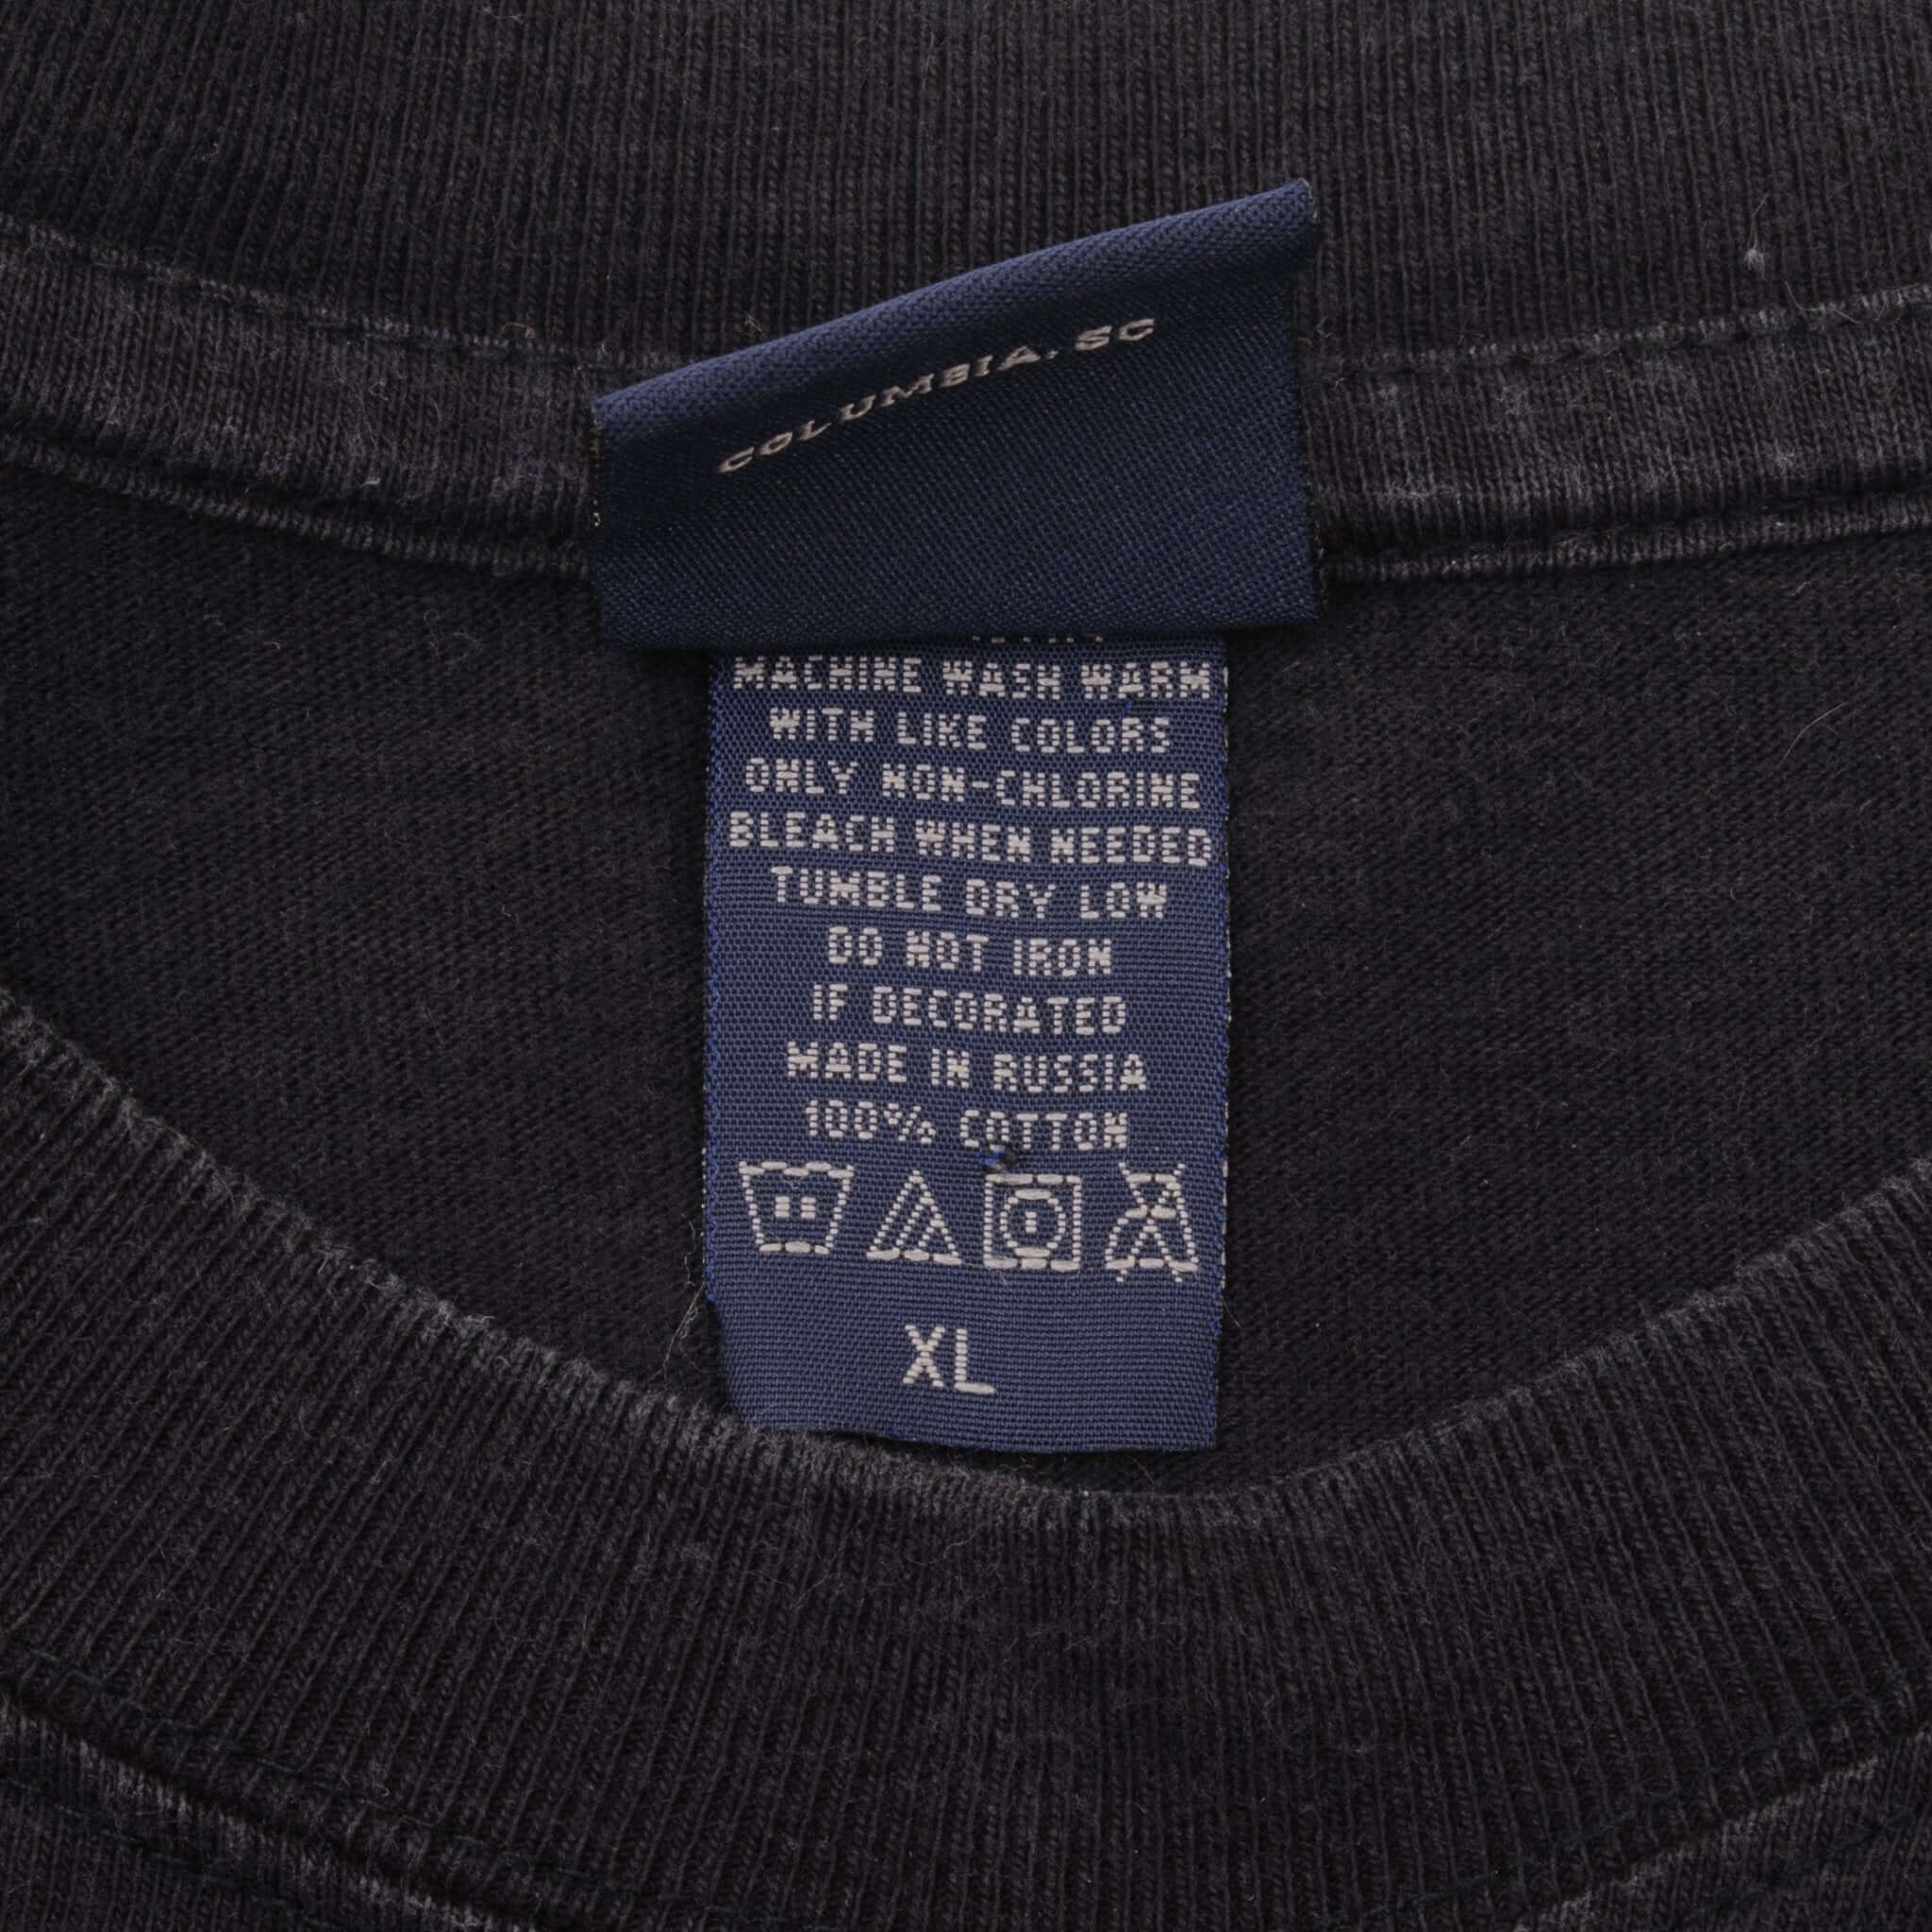 COLUMBIA, SC
MACHINE WASH WARM
WITH LIKE COLORS
ONLY NON-CHLORINE
BLEACH WHEN NEEDED
TUMBLE DRY LOW
DO NOT IRON
IF DECORATED
MADE IN RUSSIA
100% COTTON
XL